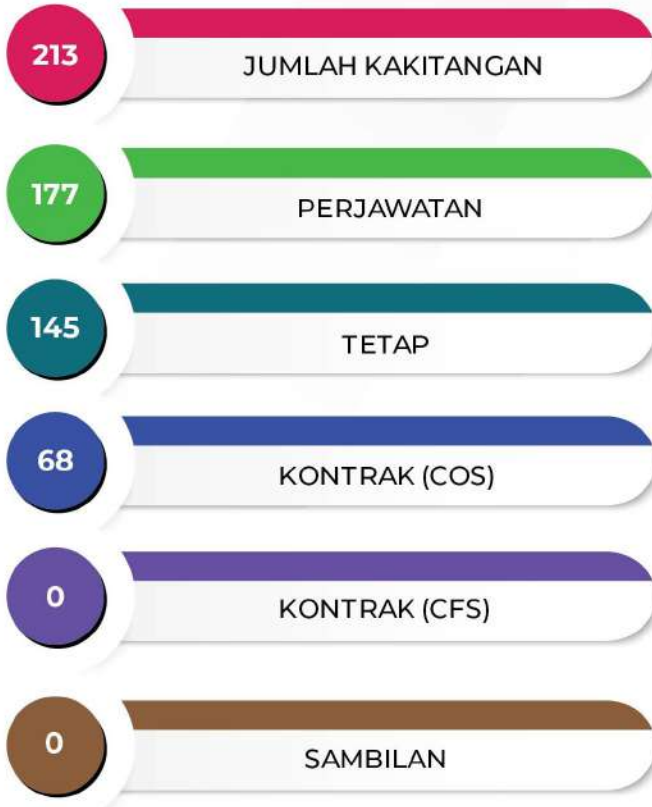 213
JUMLAH KAKITANGAN
177
PERJAWATAN
145
TETAP
68
KONTRAK (COS)
0
KONTRAK (CFS)
0
SAMBILAN